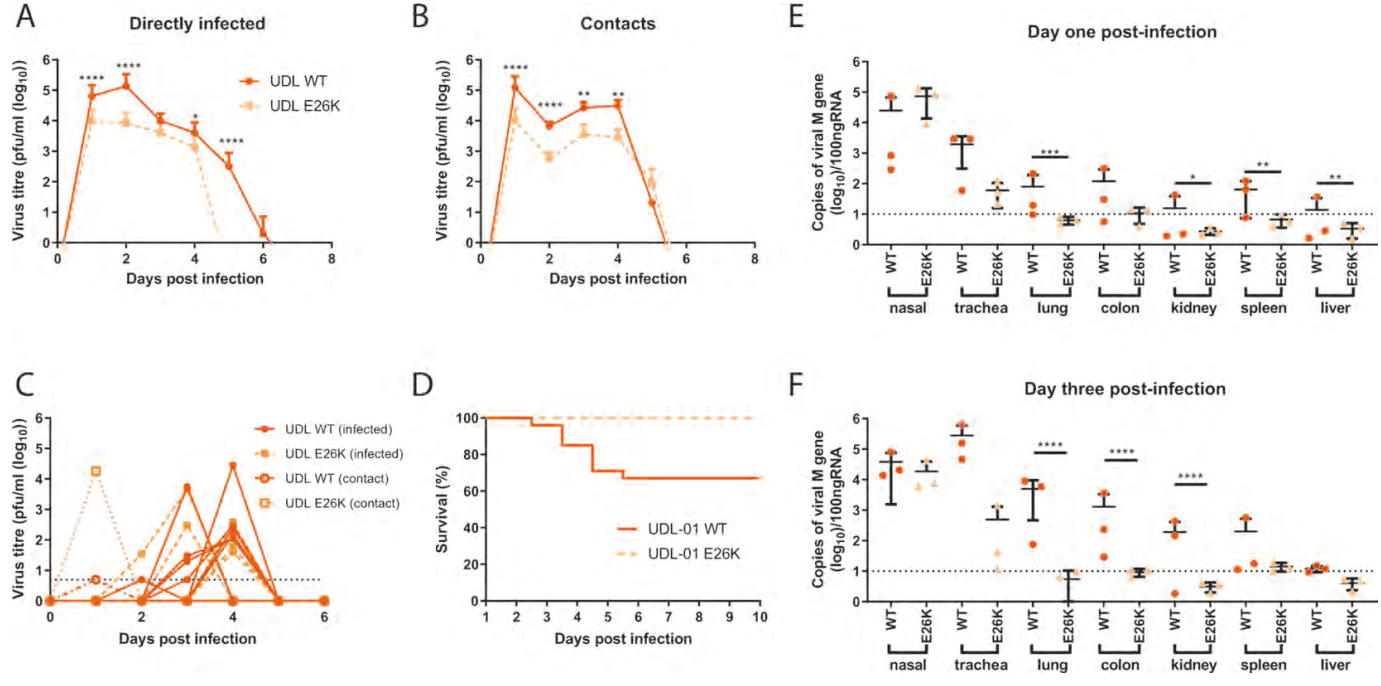 A
Directly infected
Virus titre (pfu/ml (log10))
6
5
4
3
2
1
0
0 2 4 6 8
Days post infection
**** **** * ****
UDL WT
UDL E26K
B
Contacts
Virus titre (pfu/ml (log10))
6
5
4
3
2
1
0
0 2 4 6 8
Days post infection
**** **** ** **
C
Virus titre (pfu/ml (log10))
6
5
4
3
2
1
0
0 1 2 3 4 5 6
Days post infection
UDL WT (infected)
UDL E26K (infected)
UDL WT (contact)
UDL E26K (contact)
D
Survival (%)
100
80
60
40
20
0
1 2 3 4 5 6 7 8 9 10
Days post infection
UDL-01 WT
UDL-01 E26K
E
Day one post-infection
Copies of viral M gene
(log10)/100ngRNA
6
5
4
3
2
1
0
*** * ** **
WT E26K WT E26K WT E26K WT E26K WT E26K WT E26K WT E26K
nasal trachea lung colon kidney spleen liver
F
Day three post-infection
Copies of viral M gene
(log10)/100ngRNA
6
5
4
3
2
1
0
**** **** ****
WT E26K WT E26K WT E26K WT E26K WT E26K WT E26K WT E26K
nasal trachea lung colon kidney spleen liver